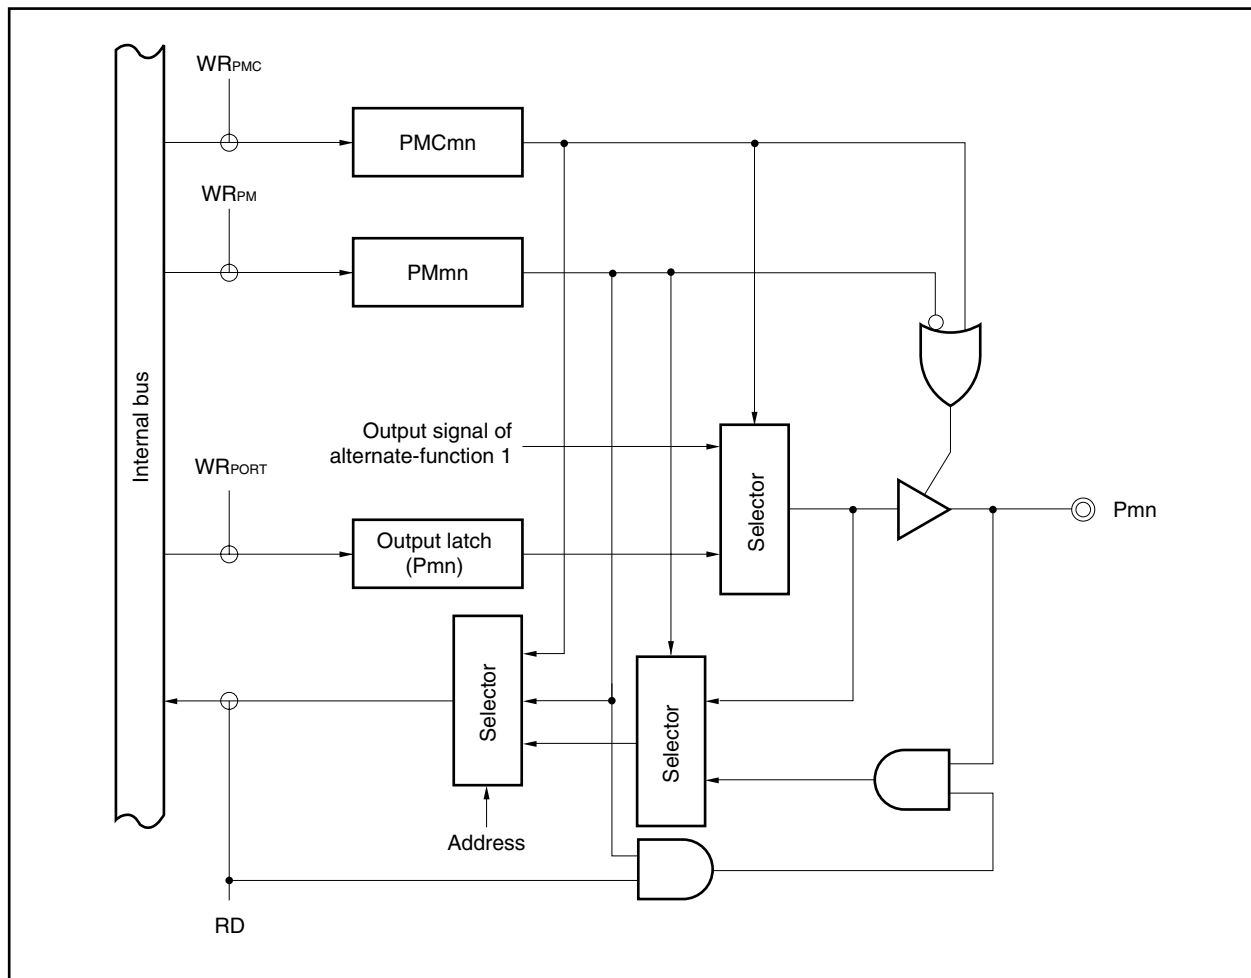 WRPMC
PMCmn
WRPM
PMmn
Internal bus
Output signal of
alternate-function 1
WRPORT
Output latch
(Pmn)
Selector
Pmn
Selector
Selector
Address
RD